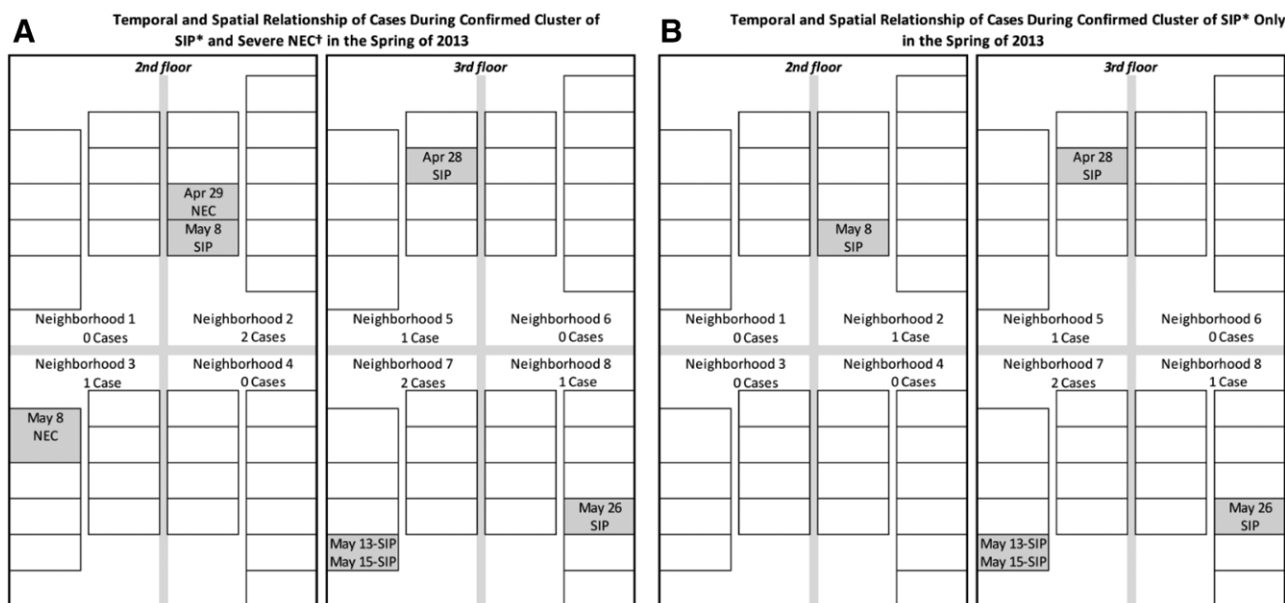 A
Temporal and Spatial Relationship of Cases During Confirmed Cluster of
SIP* and Severe NEC† in the Spring of 2013
2nd floor
3rd floor
Apr 28
SIP
Apr 29
NEC
May 8
SIP
Neighborhood 1
0 Cases
Neighborhood 2
2 Cases
Neighborhood 5
1 Case
Neighborhood 6
0 Cases
Neighborhood 3
1 Case
Neighborhood 4
0 Cases
Neighborhood 7
2 Cases
Neighborhood 8
1 Case
May 8
NEC
May 26
SIP
May 13-SIP
May 15-SIP
B
Temporal and Spatial Relationship of Cases During Confirmed Cluster of SIP* Only
in the Spring of 2013
2nd floor
3rd floor
Apr 28
SIP
May 8
SIP
Neighborhood 1
0 Cases
Neighborhood 2
1 Case
Neighborhood 5
1 Case
Neighborhood 6
0 Cases
Neighborhood 3
0 Cases
Neighborhood 4
0 Cases
Neighborhood 7
2 Cases
Neighborhood 8
1 Case
May 26
SIP
May 13-SIP
May 15-SIP